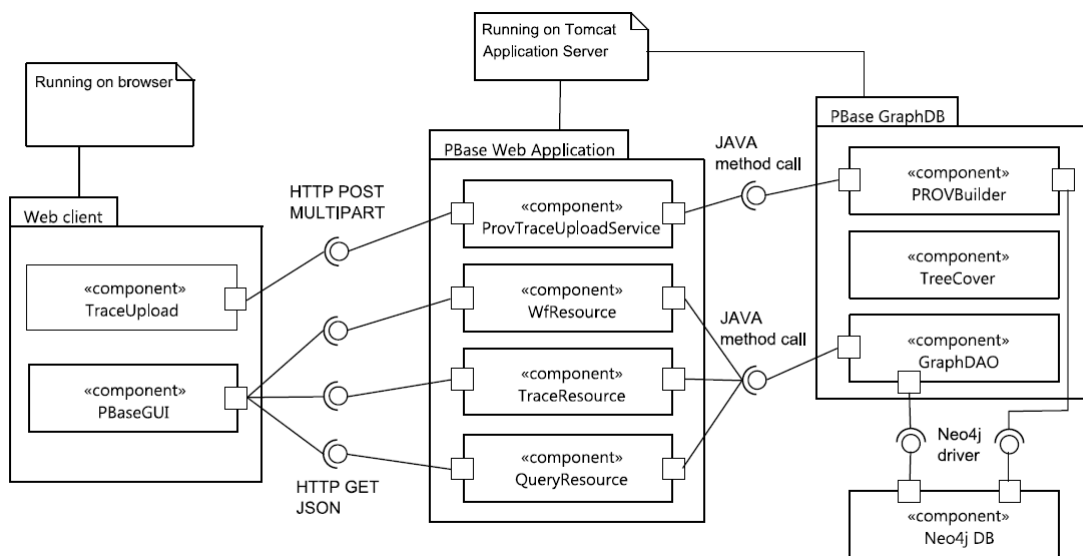 Running on Tomcat
Application Server
Running on browser
PBase GraphDB
PBase Web Application
JAVA
method call
«component»
PROVBuilder
HTTP POST
MULTIPART
«component»
ProvTraceUploadService
Web client
«component»
TraceUpload
«component»
WfResource
«component»
TreeCover
JAVA
method call
«component»
GraphDAO
«component»
PBaseGUI
«component»
TraceResource
Neo4j
driver
«component»
QueryResource
HTTP GET
JSON
«component»
Neo4j DB